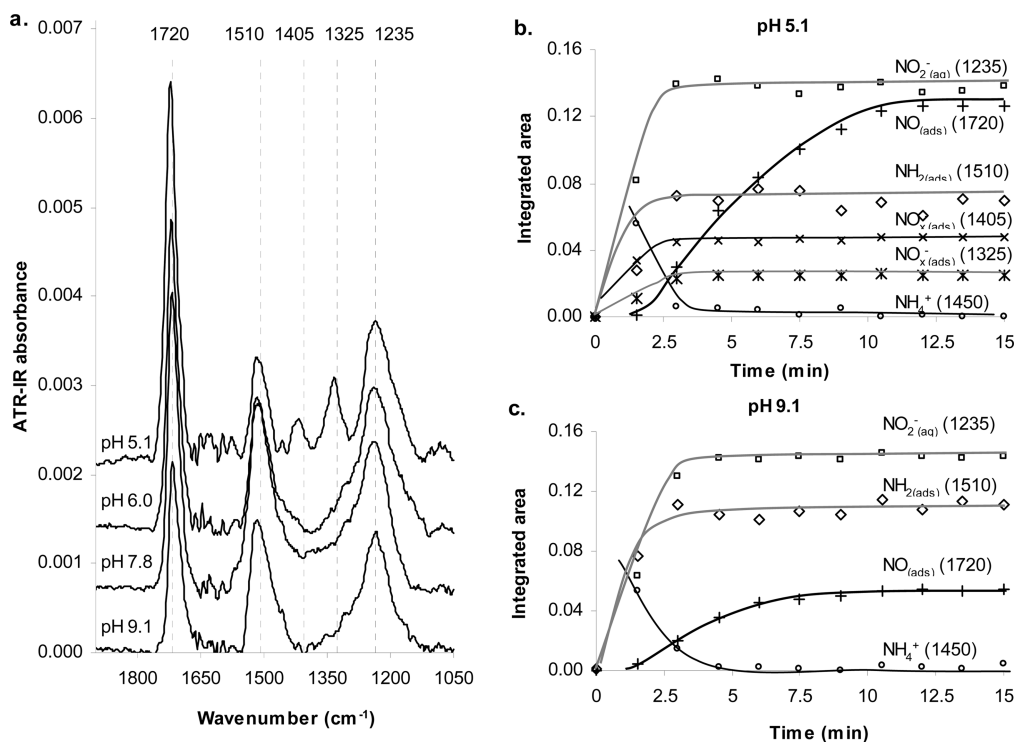 a.
0.007
0.006
0.005
0.004
0.003
0.002
0.001
0.000
ATR-IR absorbance
1720 1510 1405 1325 1235
pH 5.1
pH 6.0
pH 7.8
pH 9.1
1800 1650 1500 1350 1200 1050
Wavenumber (cm⁻¹)
b.
pH 5.1
0.16
0.12
0.08
0.04
0.00
Integrated area
NO₂⁻(aq) (1235)
NO(ads) (1720)
NH₂(ads) (1510)
NOₓ(ads) (1405)
NOₓ⁻(ads) (1325)
NH₄⁺ (1450)
0 2.5 5 7.5 10 12.5 15
Time (min)
c.
pH 9.1
0.16
0.12
0.08
0.04
0.00
Integrated area
NO₂⁻(aq) (1235)
NH₂(ads) (1510)
NO(ads) (1720)
NH₄⁺ (1450)
0 2.5 5 7.5 10 12.5 15
Time (min)